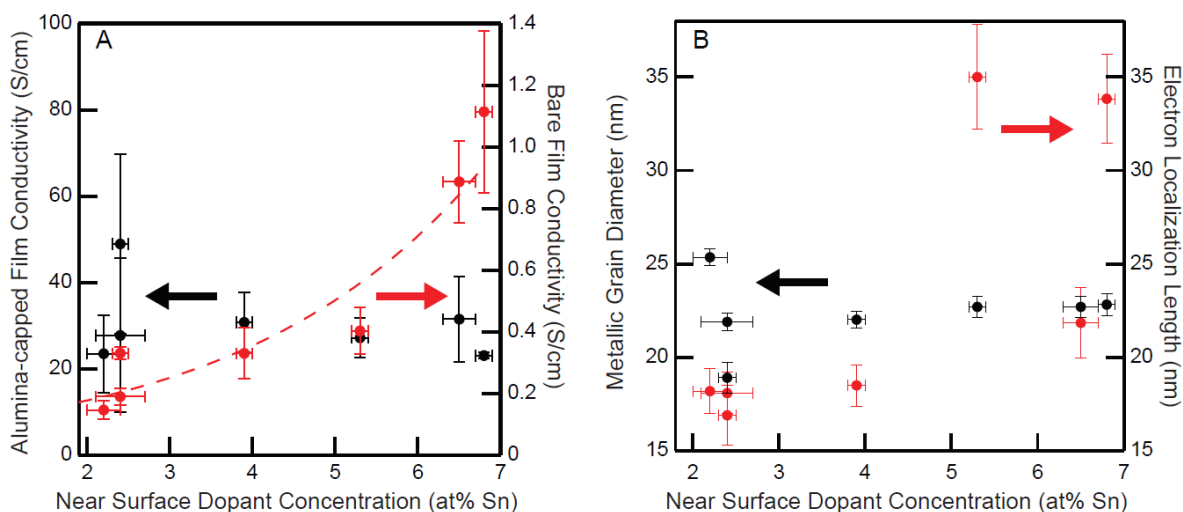 A
Alumina-capped Film Conductivity (S/cm)
100
80
60
40
20
0
1.4
1.2
1.0
0.8
0.6
0.4
0.2
0
Bare Film Conductivity (S/cm)
2 3 4 5 6 7
Near Surface Dopant Concentration (at% Sn)
B
Metallic Grain Diameter (nm)
35
30
25
20
15
35
30
25
20
15
Electron Localization Length (nm)
2 3 4 5 6 7
Near Surface Dopant Concentration (at% Sn)